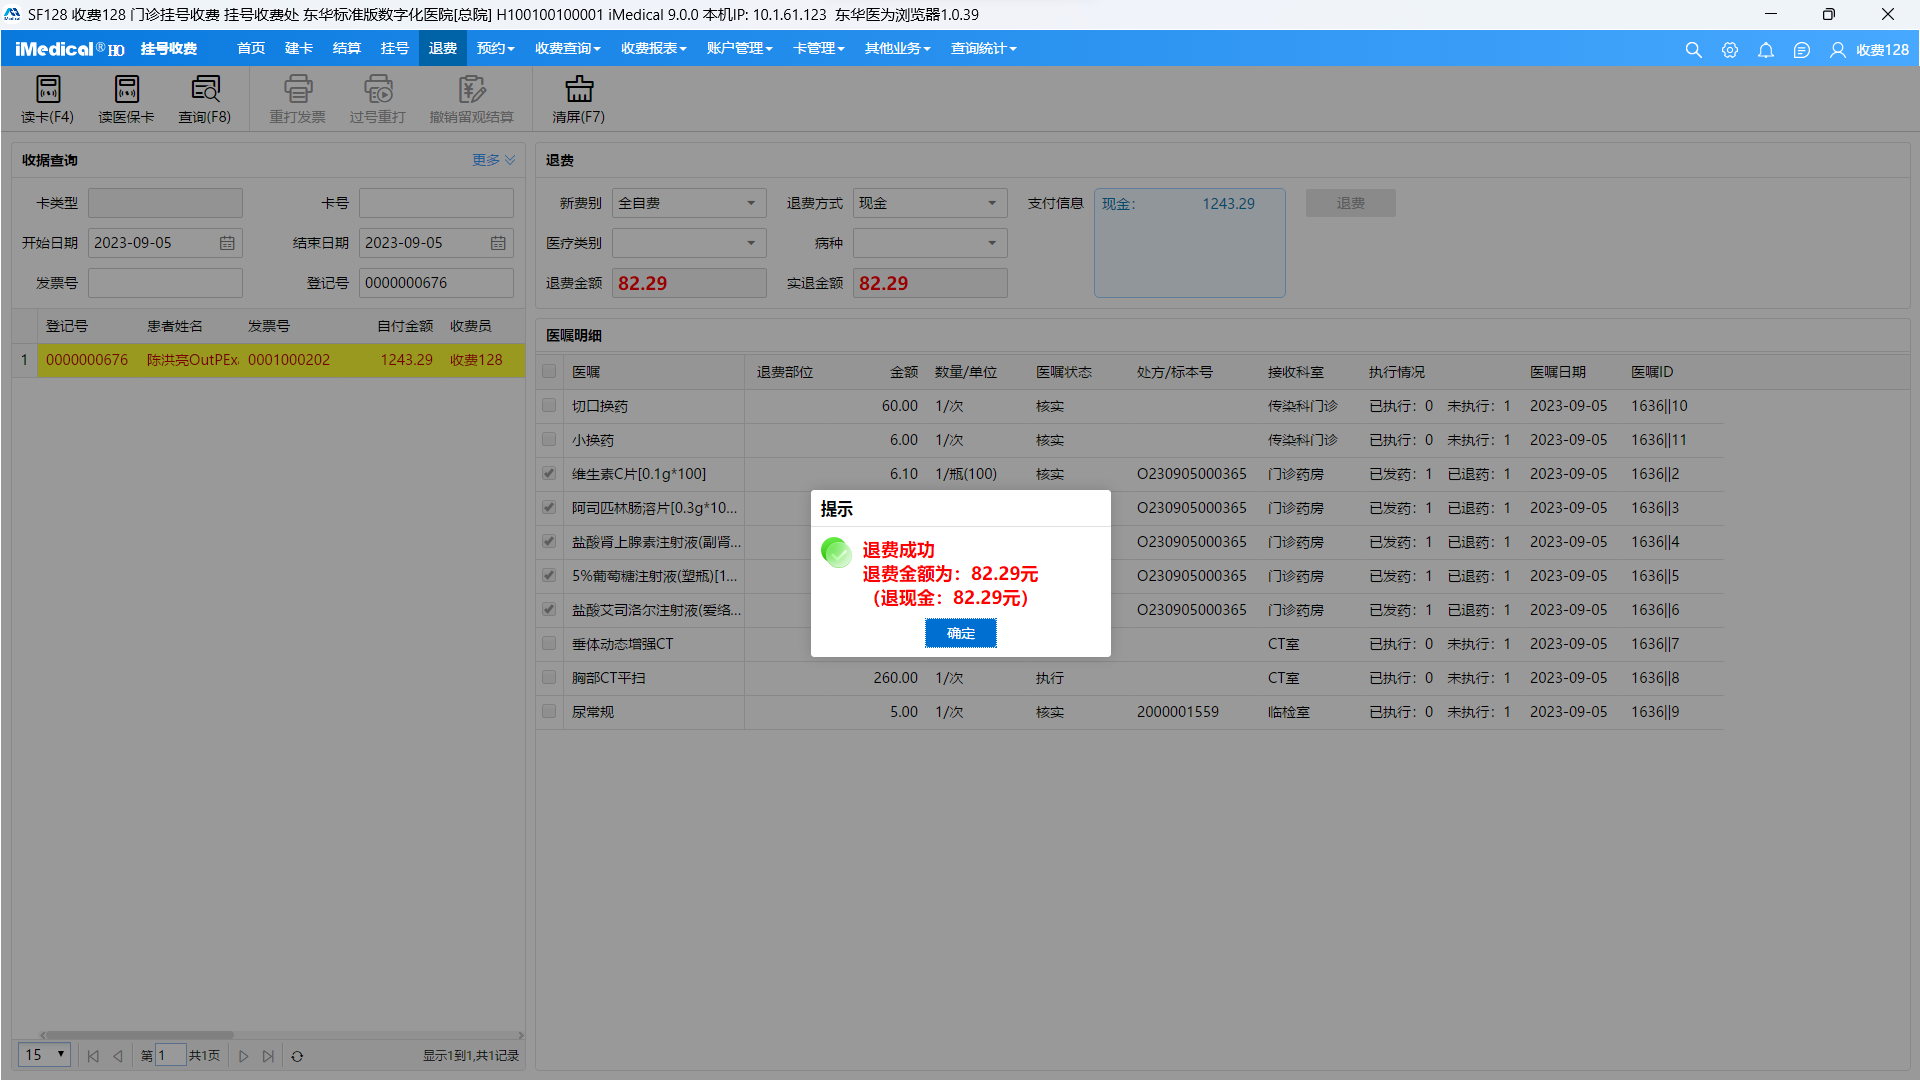 SF128 收费128 门诊挂号收费 挂号收费处 东华标准版数字化医院[总院] H100100100001 iMedical 9.0.0 本机IP: 10.1.61.123 东华医为浏览器1.0.39
iMedical® HO 挂号收费 首页 建卡 结算 挂号 退费 预约 收费查询 收费报表 账户管理 卡管理 其他业务 查询统计 收费128
读卡(F4) 读医保卡 查询(F8) 重打发票 过号重打 撤销留观结算 清屏(F7)
收据查询 更多
卡类型 卡号
开始日期 2023-09-05 结束日期 2023-09-05
发票号 登记号 0000000676
登记号 患者姓名 发票号 自付金额 收费员
1 0000000676 陈洪亮OutPEx 0001000202 1243.29 收费128
15 第 1 共1页 显示1到1,共1记录
退费
新费别 全自费 退费方式 现金 支付信息 现金: 1243.29 退费
医疗类别 病种
退费金额 82.29 实退金额 82.29
医嘱明细
医嘱 退费部位 金额 数量/单位 医嘱状态 处方/标本号 接收科室 执行情况 医嘱日期 医嘱ID
切口换药 60.00 1/次 核实 传染科门诊 已执行：0 未执行：1 2023-09-05 1636||10
小换药 6.00 1/次 核实 传染科门诊 已执行：0 未执行：1 2023-09-05 1636||11
维生素C片[0.1g*100] 6.10 1/瓶(100) 核实 O230905000365 门诊药房 已发药：1 已退药：1 2023-09-05 1636||2
阿司匹林肠溶片[0.3g*10... O230905000365 门诊药房 已发药：1 已退药：1 2023-09-05 1636||3
盐酸肾上腺素注射液(副肾... O230905000365 门诊药房 已发药：1 已退药：1 2023-09-05 1636||4
5%葡萄糖注射液(塑瓶)[1... O230905000365 门诊药房 已发药：1 已退药：1 2023-09-05 1636||5
盐酸艾司洛尔注射液(爱络... O230905000365 门诊药房 已发药：1 已退药：1 2023-09-05 1636||6
垂体动态增强CT CT室 已执行：0 未执行：1 2023-09-05 1636||7
胸部CT平扫 260.00 1/次 执行 CT室 已执行：0 未执行：1 2023-09-05 1636||8
尿常规 5.00 1/次 核实 2000001559 临检室 已执行：0 未执行：1 2023-09-05 1636||9
提示
退费成功
退费金额为：82.29元
（退现金：82.29元）
确定